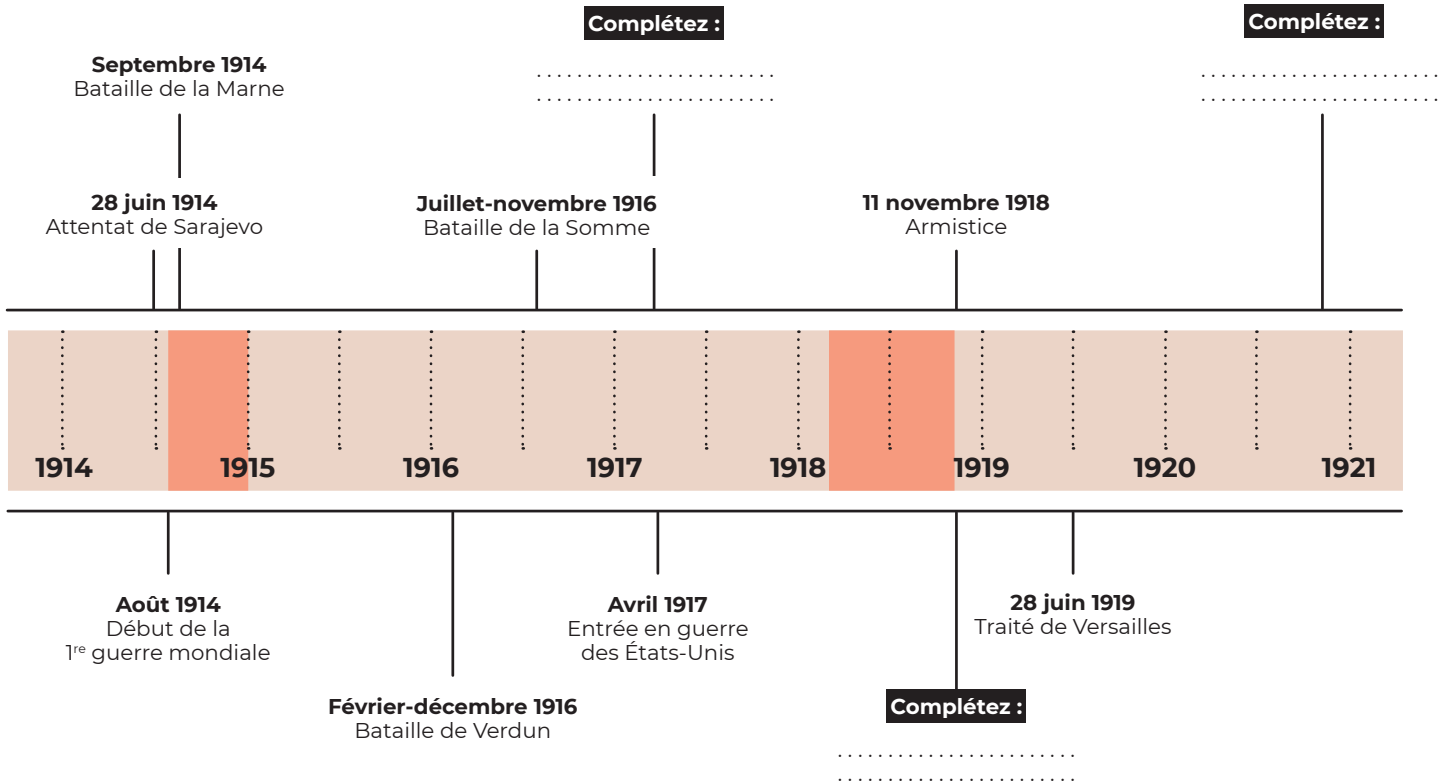 Complétez :
Complétez :
Septembre 1914
Bataille de la Marne
28 juin 1914
Attentat de Sarajevo
Juillet-novembre 1916
Bataille de la Somme
11 novembre 1918
Armistice
1914
1915
1916
1917
1918
1919
1920
1921
Août 1914
Début de la
1re guerre mondiale
Avril 1917
Entrée en guerre
des États-Unis
28 juin 1919
Traité de Versailles
Février-décembre 1916
Bataille de Verdun
Complétez :